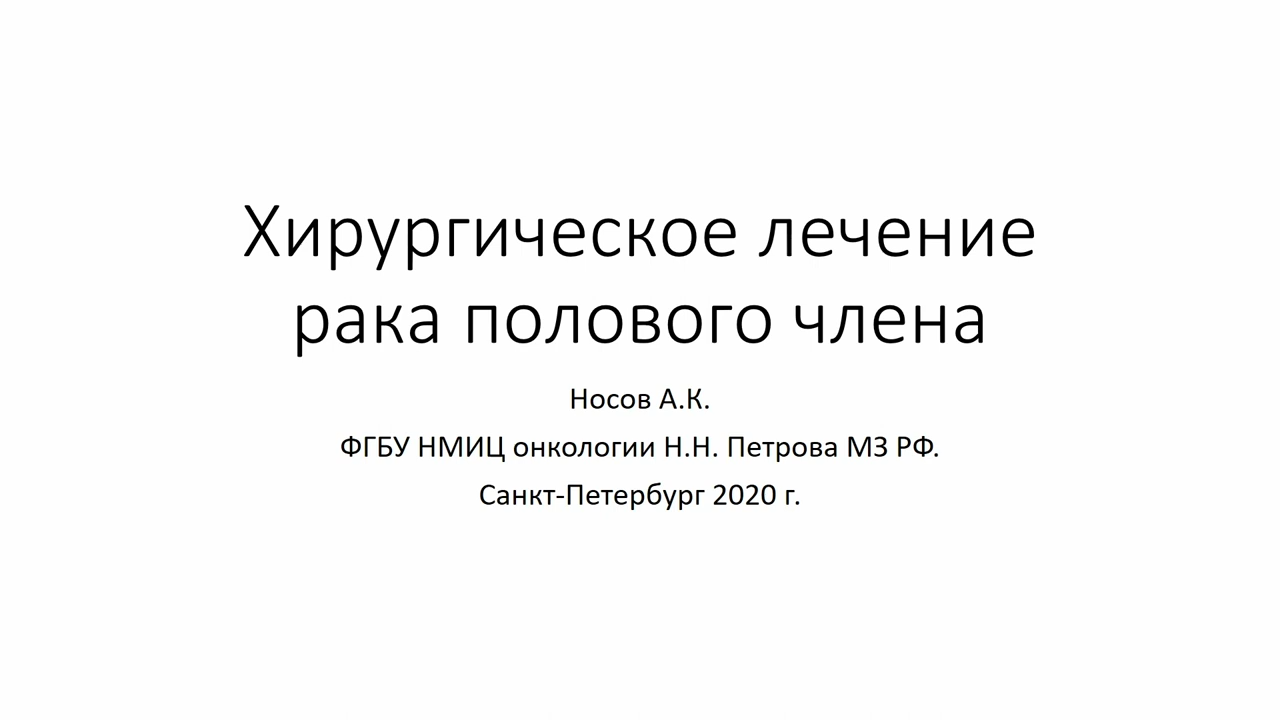 Хирургическое лечение
рака полового члена
Носов А.К.
ФГБУ НМИЦ онкологии Н.Н. Петрова МЗ РФ.
Санкт-Петербург 2020 г.